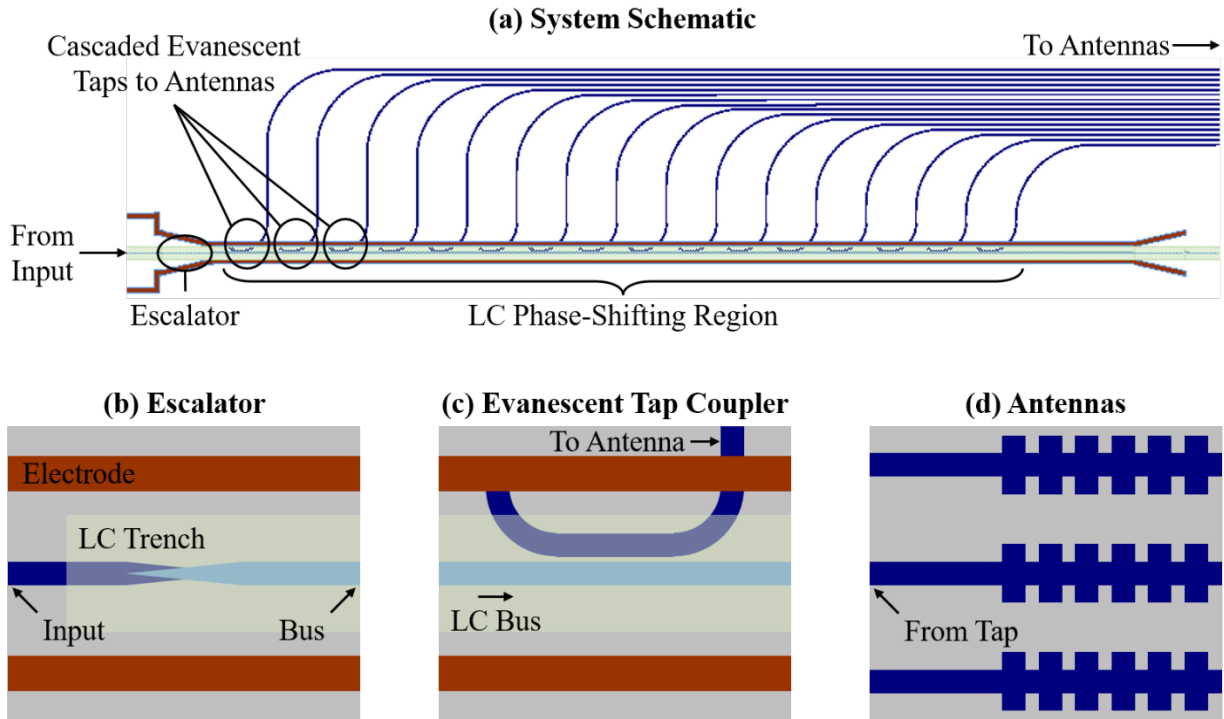 (a) System Schematic
Cascaded Evanescent
Taps to Antennas
To Antennas
From
Input
Escalator
LC Phase-Shifting Region
(b) Escalator
Electrode
LC Trench
Input
Bus
(c) Evanescent Tap Coupler
To Antenna
LC Bus
(d) Antennas
From Tap